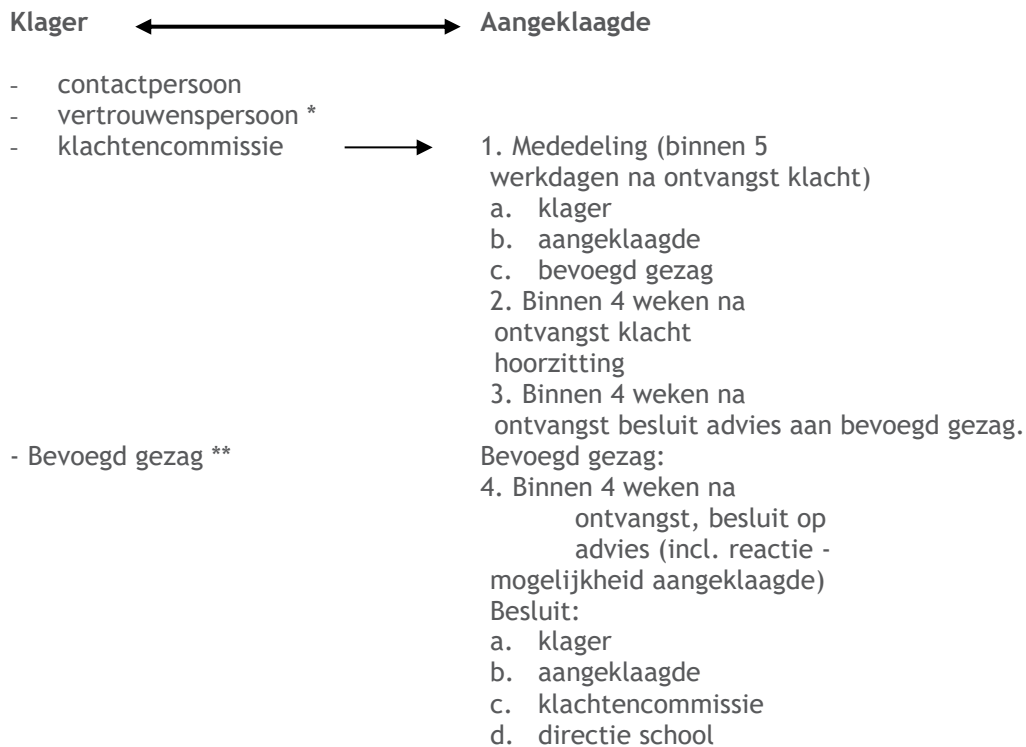 Klager Aangeklaagde
- contactpersoon
- vertrouwenspersoon *
- klachtencommissie 1. Mededeling (binnen 5
werkdagen na ontvangst klacht)
a. klager
b. aangeklaagde
c. bevoegd gezag
2. Binnen 4 weken na
ontvangst klacht
hoorzitting
3. Binnen 4 weken na
ontvangst besluit advies aan bevoegd gezag.
- Bevoegd gezag ** Bevoegd gezag:
4. Binnen 4 weken na
ontvangst, besluit op
advies (incl. reactie -
mogelijkheid aangeklaagde)
Besluit:
a. klager
b. aangeklaagde
c. klachtencommissie
d. directie school